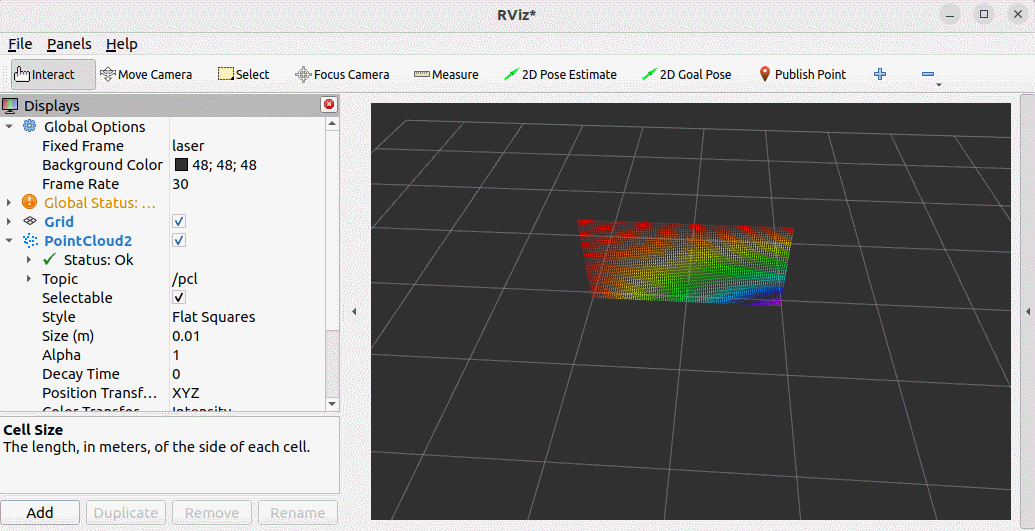 RViz*
File Panels Help
Interact Move Camera Select Focus Camera Measure 2D Pose Estimate 2D Goal Pose Publish Point
Displays
Global Options
Fixed Frame laser
Background Color 48; 48; 48
Frame Rate 30
Global Status: ...
Grid
PointCloud2
Status: Ok
Topic /pcl
Selectable
Style Flat Squares
Size (m) 0.01
Alpha 1
Decay Time 0
Position Transf... XYZ
Color Transfor... Intensity
Cell Size
The length, in meters, of the side of each cell.
Add Duplicate Remove Rename